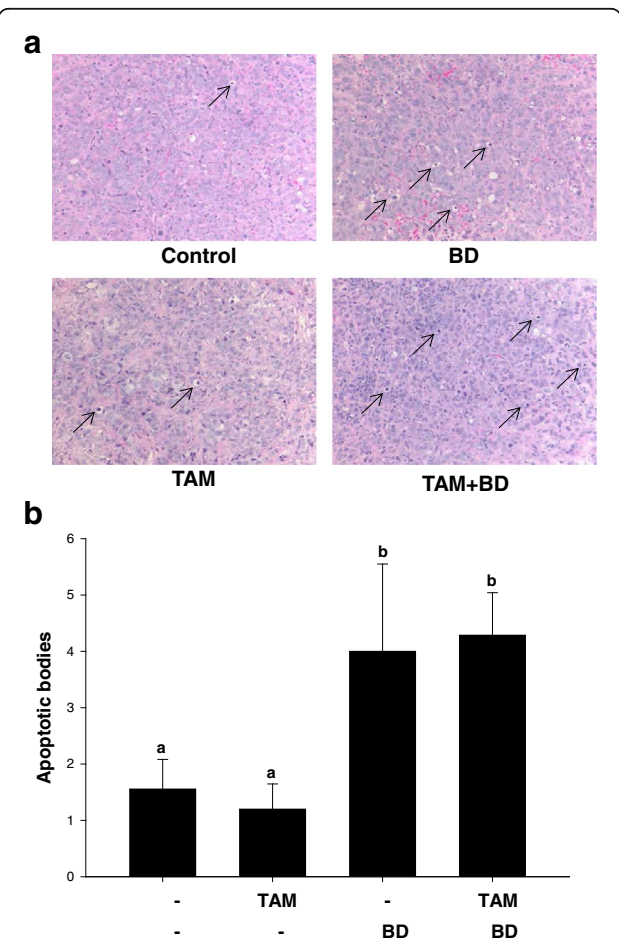 a
Control BD
TAM TAM+BD
b
6
b
b
5
4
Apoptotic bodies
3
a
a
2
1
0
- TAM - TAM
- - BD BD